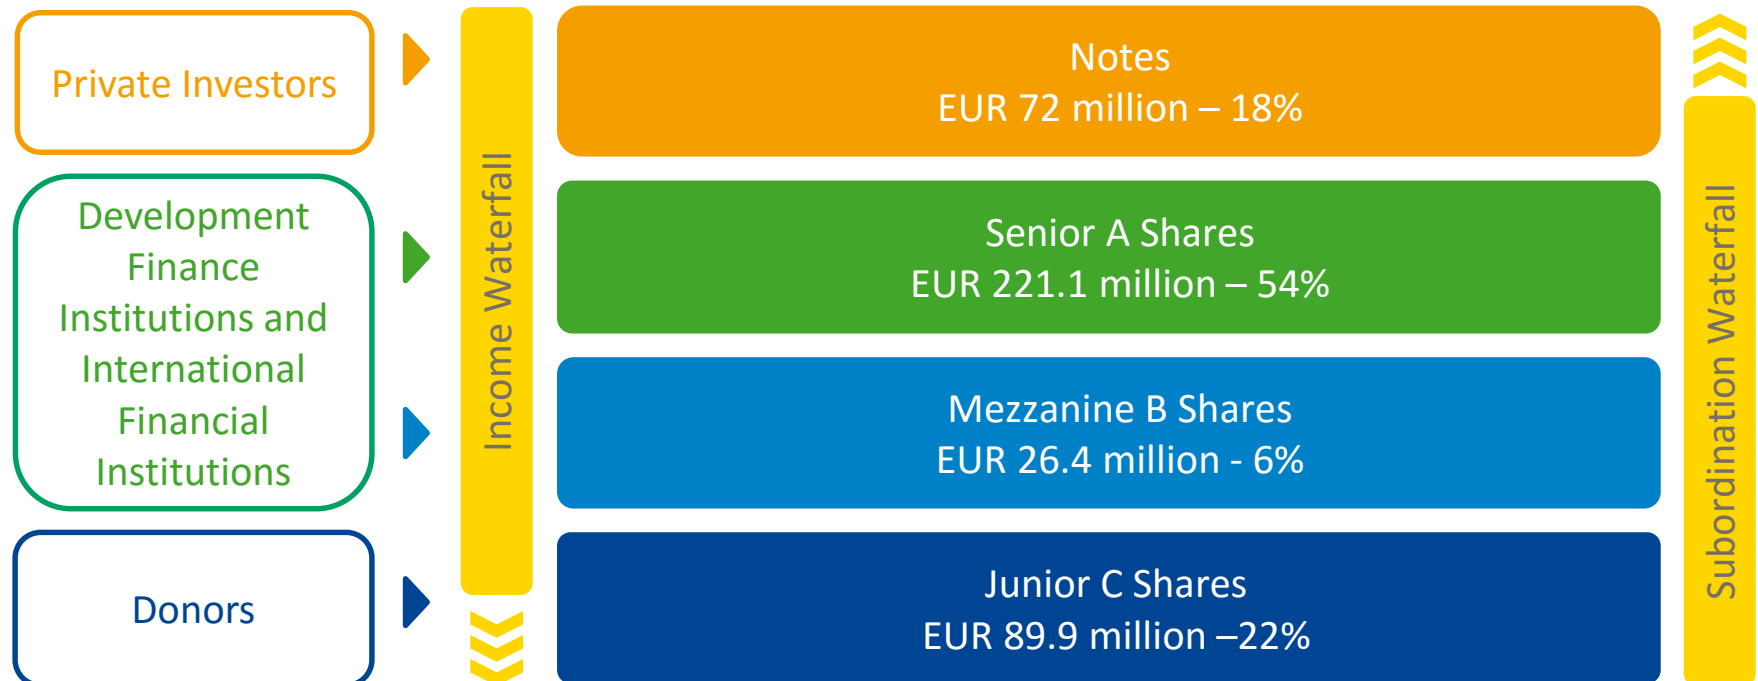 Private Investors
Income Waterfall
Notes
EUR 72 million – 18%
Subordination Waterfall
Development
Finance
Institutions and
International
Financial
Institutions
Senior A Shares
EUR 221.1 million – 54%
Mezzanine B Shares
EUR 26.4 million - 6%
Donors
Junior C Shares
EUR 89.9 million –22%